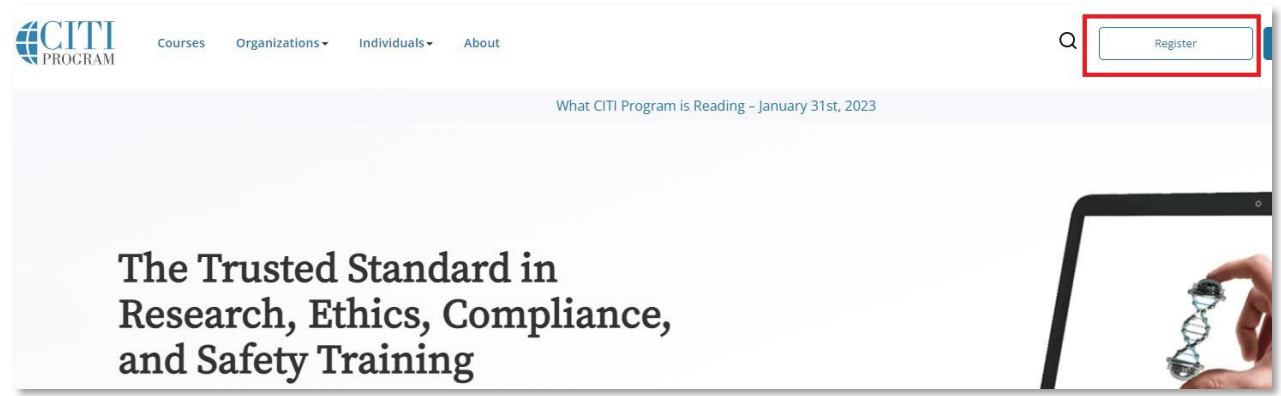 CITI
PROGRAM
Courses Organizations Individuals About
Register
What CITI Program is Reading – January 31st, 2023
The Trusted Standard in
Research, Ethics, Compliance,
and Safety Training